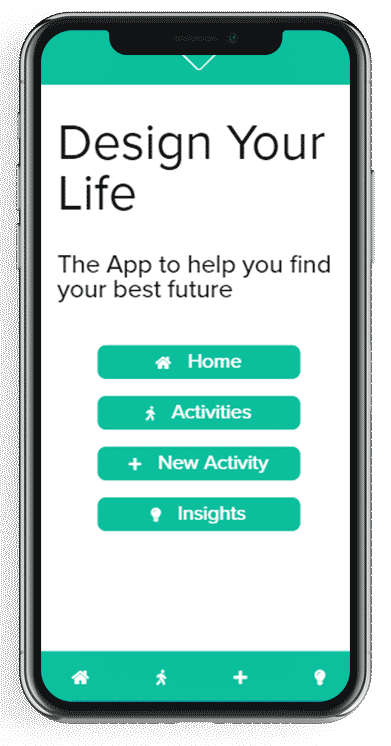 Design Your
Life
The App to help you find
your best future
Home
Activities
New Activity
Insights